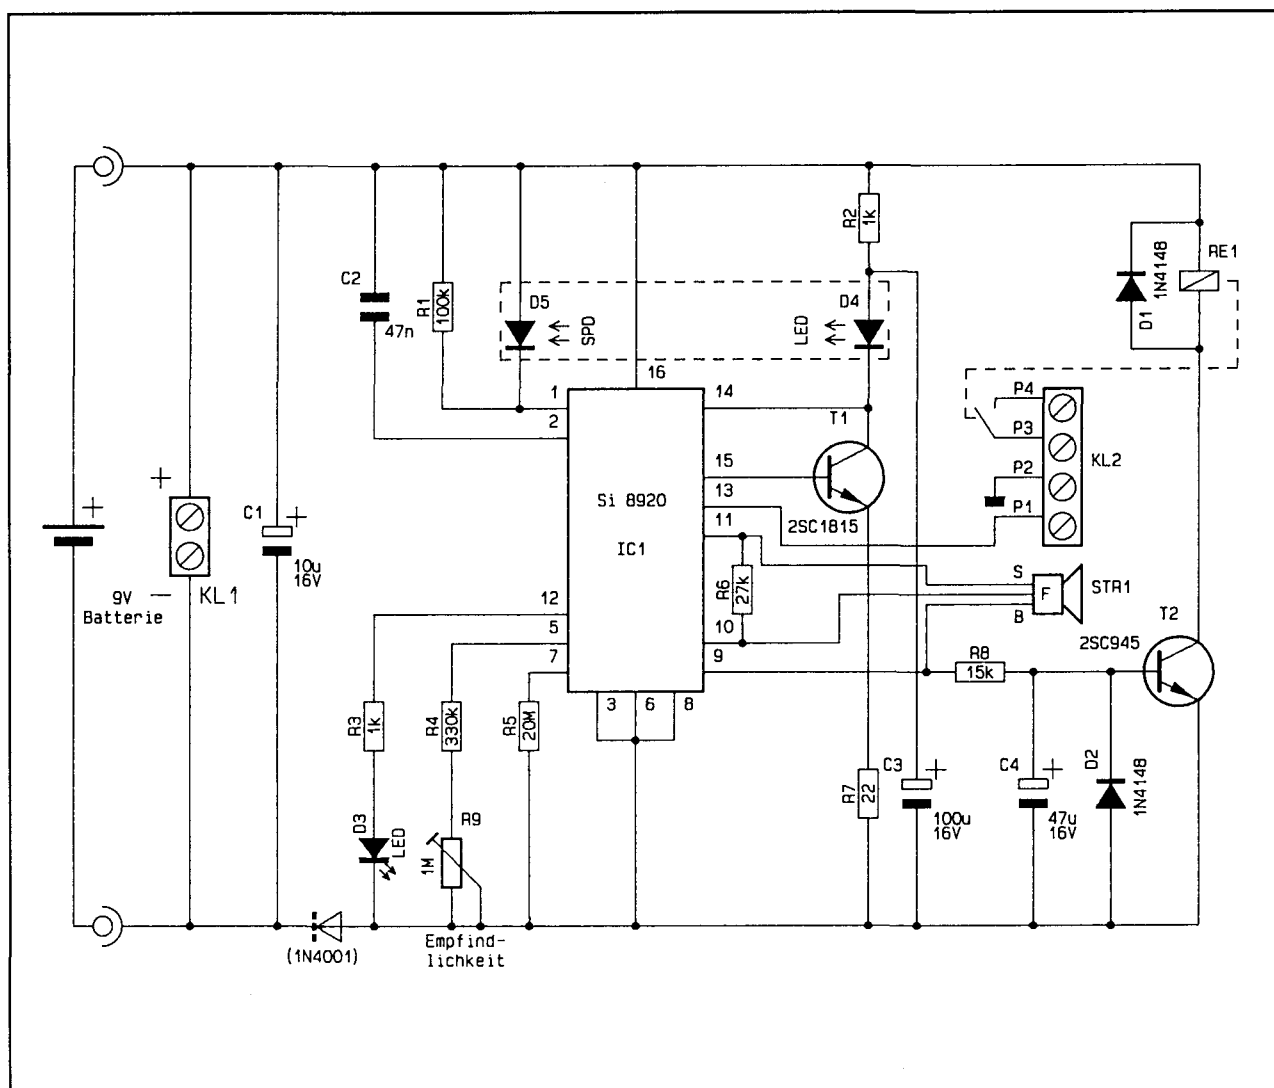 R2
1k
RE1
1N4148
D1
C2
47n
R1
100k
D5
SPD
D4
LED
16
1
2
14
T1
P4
P3
P2
P1
KL2
15
13
11
2SC1815
Si 8920
IC1
+
9V
Batterie
+
−
KL1
C1
+
10u
16V
R6
27k
S
F
B
STR1
12
5
7
10
9
T2
2SC945
R8
15k
3
6
8
R3
1k
R4
330k
R5
20M
R7
22
C3
+
100u
16V
C4
+
47u
16V
D2
1N4148
D3
LED
R9
1M
(1N4001)
Empfind-
lichkeit